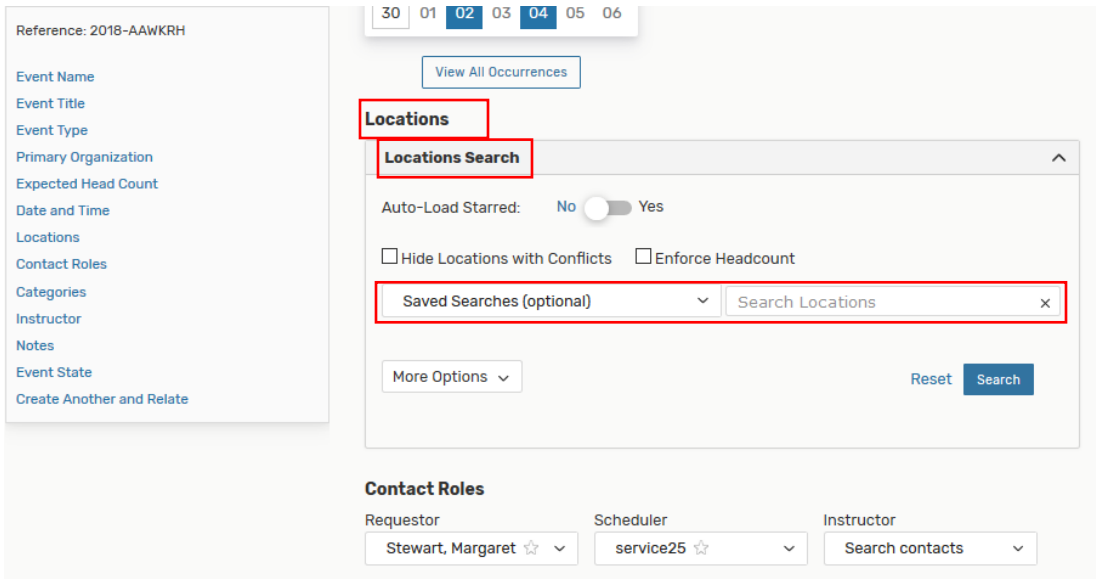 Reference: 2018-AAWKRH
Event Name
Event Title
Event Type
Primary Organization
Expected Head Count
Date and Time
Locations
Contact Roles
Categories
Instructor
Notes
Event State
Create Another and Relate
30 01 02 03 04 05 06
View All Occurrences
Locations
Locations Search
Auto-Load Starred: No Yes
Hide Locations with Conflicts Enforce Headcount
Saved Searches (optional) Search Locations
More Options Reset Search
Contact Roles
Requestor Scheduler Instructor
Stewart, Margaret service25 Search contacts